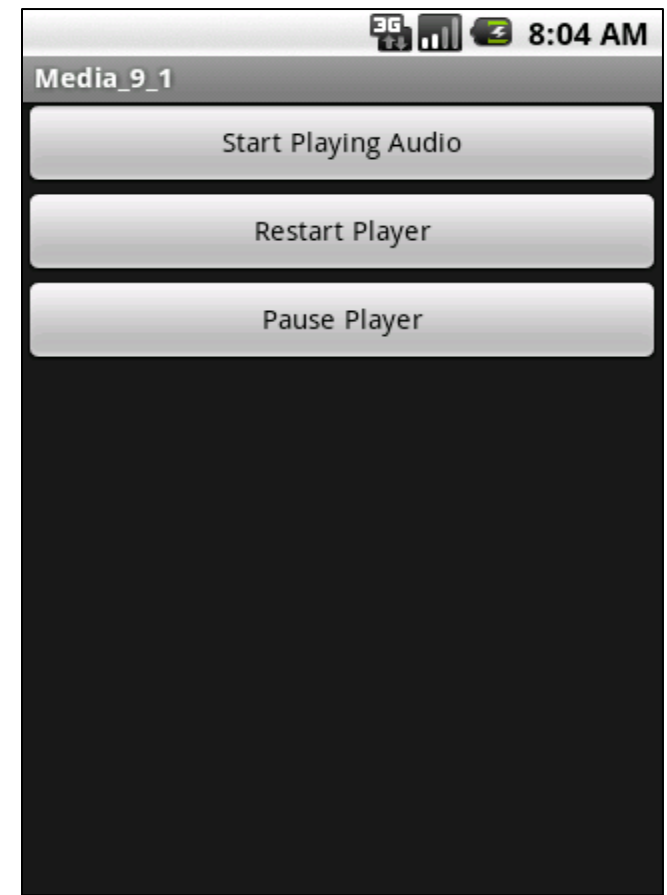 3G 8:04 AM
Media_9_1
Start Playing Audio
Restart Player
Pause Player